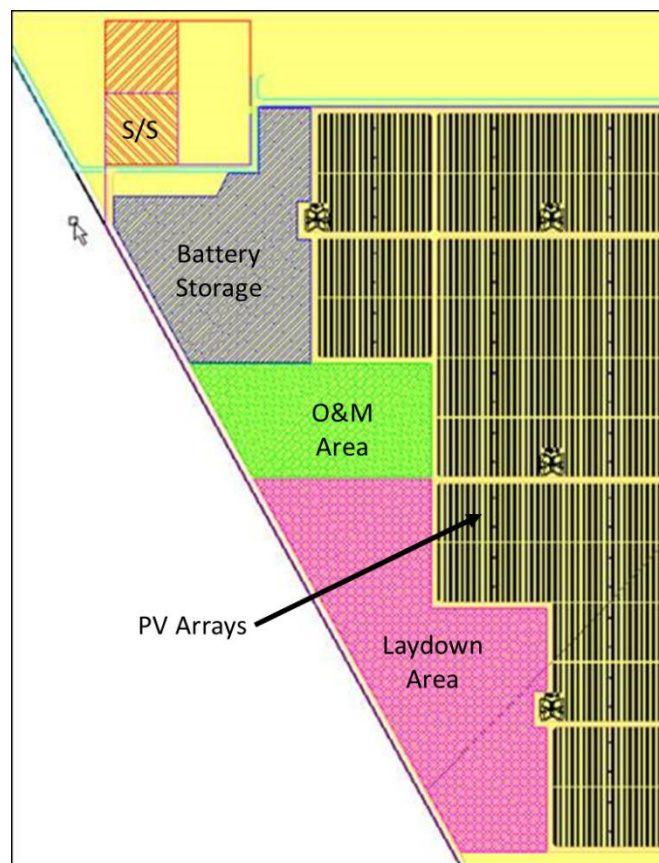 S/S
Battery
Storage
O&M
Area
PV Arrays
Laydown
Area